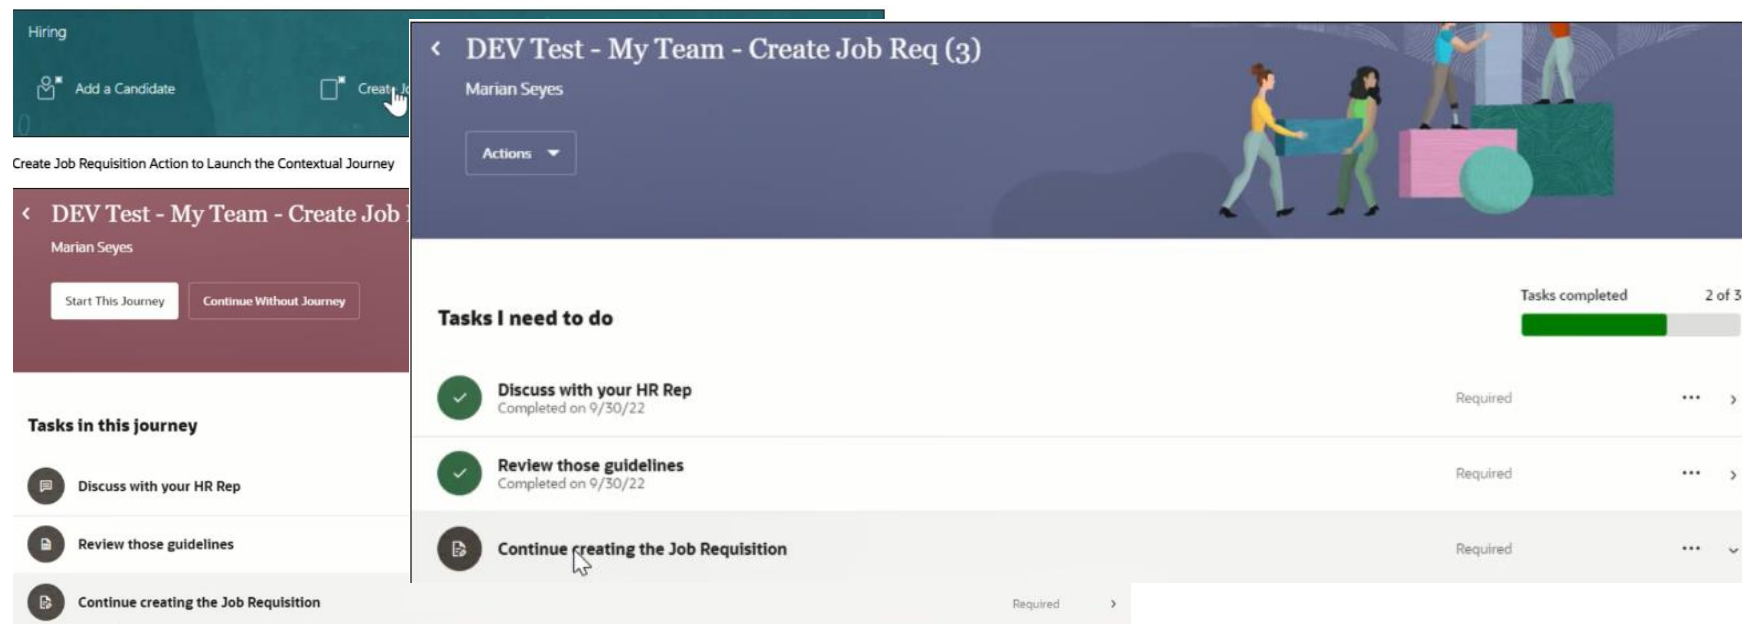 Hiring
Add a Candidate
Create Jo
Create Job Requisition Action to Launch the Contextual Journey
DEV Test - My Team - Create Job
Marian Seyes
Start This Journey
Continue Without Journey
Tasks in this journey
Discuss with your HR Rep
Review those guidelines
Continue creating the Job Requisition
Required
DEV Test - My Team - Create Job Req (3)
Marian Seyes
Actions
Tasks completed 2 of 3
Tasks I need to do
Discuss with your HR Rep
Completed on 9/30/22
Required
Review those guidelines
Completed on 9/30/22
Required
Continue creating the Job Requisition
Required